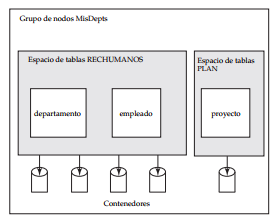 Grupo de nodos MisDepts
Espacio de tablas RECHUMANOS
Espacio de tablas
PLAN
departamento
empleado
proyecto
Contenedores